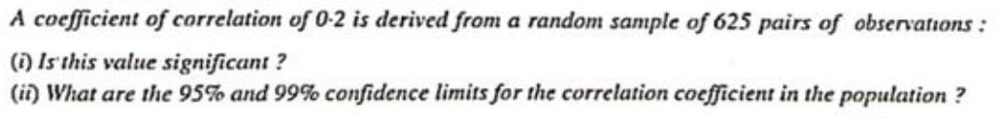 A coefficient of correlation of 0·2 is derived from a random sample of 625 pairs of observations :
(i) Is this value significant ?
(ii) What are the 95% and 99% confidence limits for the correlation coefficient in the population ?